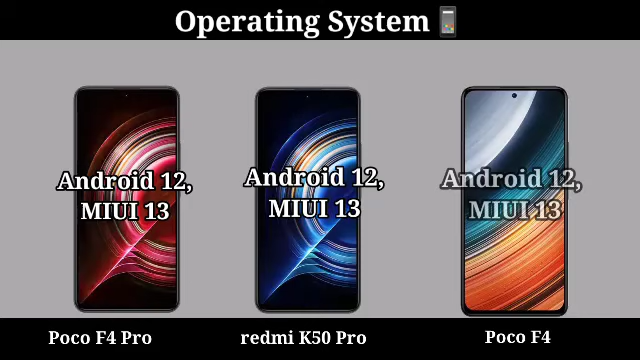 Operating System
Android 12,
MIUI 13
Android 12,
MIUI 13
Android 12,
MIUI 13
Poco F4 Pro
redmi K50 Pro
Poco F4